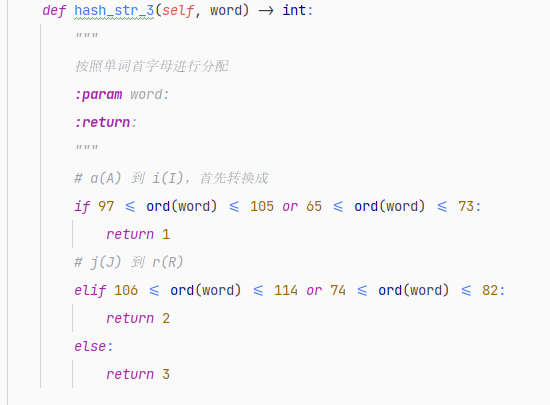 def hash_str_3(self, word) -> int:
"""
按照单词首字母进行分配
:param word:
:return:
"""
# a(A) 到 i(I)，首先转换成
if 97 <= ord(word) <= 105 or 65 <= ord(word) <= 73:
return 1
# j(J) 到 r(R)
elif 106 <= ord(word) <= 114 or 74 <= ord(word) <= 82:
return 2
else:
return 3